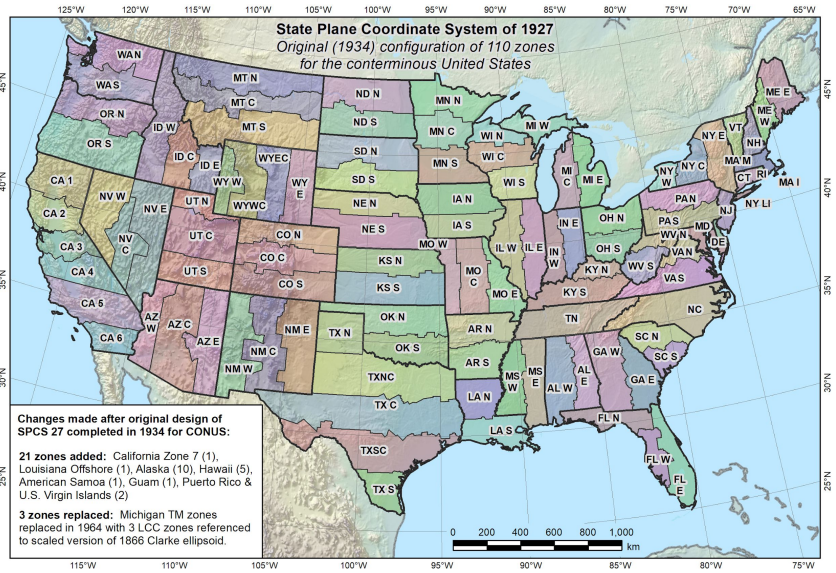 125°W 120°W 115°W 110°W 105°W 100°W 95°W 90°W 85°W 80°W 75°W 70°W 65°W
State Plane Coordinate System of 1927
Original (1934) configuration of 110 zones
for the conterminous United States
45°N
40°N
35°N
30°N
25°N
45°N
40°N
35°N
30°N
25°N
WA N
WA S
OR N
OR S
CA 1
CA 2
CA 3
CA 4
CA 5
CA 6
NV W
NV C
NV E
ID W
ID C
ID E
MT N
MT C
MT S
WY W
WYWC
WYEC
WY E
UT N
UT C
UT S
AZ W
AZ C
AZ E
CO N
CO C
CO S
NM W
NM C
NM E
ND N
ND S
SD N
SD S
NE N
NE S
KS N
KS S
OK N
OK S
TX N
TXNC
TX C
TXSC
TX S
MN N
MN C
MN S
IA N
IA S
MO W
MO C
MO E
AR N
AR S
LA N
LA S
WI N
WI C
WI S
MI W
MI C
MI E
IL W
IL E
IN W
IN E
OH N
OH S
KY N
KY S
TN
MS W
MS E
AL W
AL E
GA W
GA E
FL N
FL W
FL E
SC N
SC S
NC
VA N
VA S
WV N
WV S
MD
DE
NJ
PA N
PA S
NY W
NY C
NY E
NY LI
VT
NH
MA M
MA I
CT
RI
ME E
ME W
Changes made after original design of
SPCS 27 completed in 1934 for CONUS:
21 zones added: California Zone 7 (1),
Louisiana Offshore (1), Alaska (10), Hawaii (5),
American Samoa (1), Guam (1), Puerto Rico &
U.S. Virgin Islands (2)
3 zones replaced: Michigan TM zones
replaced in 1964 with 3 LCC zones referenced
to scaled version of 1866 Clarke ellipsoid.
0 200 400 600 800 1,000
km
115°W 110°W 105°W 100°W 95°W 90°W 85°W 80°W